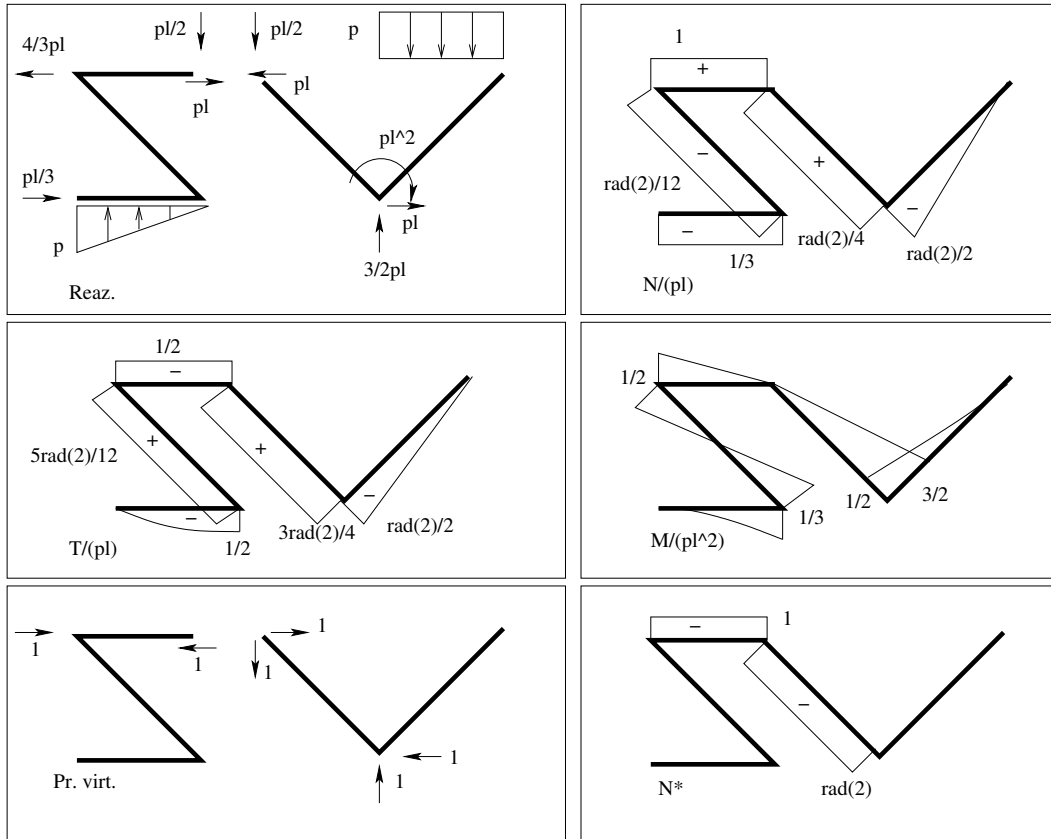 4/3pl
pl/2
pl/2
p
pl
pl
pl^2
pl/3
p
pl
3/2pl
Reaz.
1
+
−
+
−
rad(2)/12
−
1/3
rad(2)/4
rad(2)/2
N/(pl)
1/2
−
+
+
−
5rad(2)/12
−
1/2
3rad(2)/4
rad(2)/2
T/(pl)
1/2
1/3
1/2
3/2
M/(pl^2)
1
1
1
1
1
1
Pr. virt.
−
1
−
rad(2)
N*